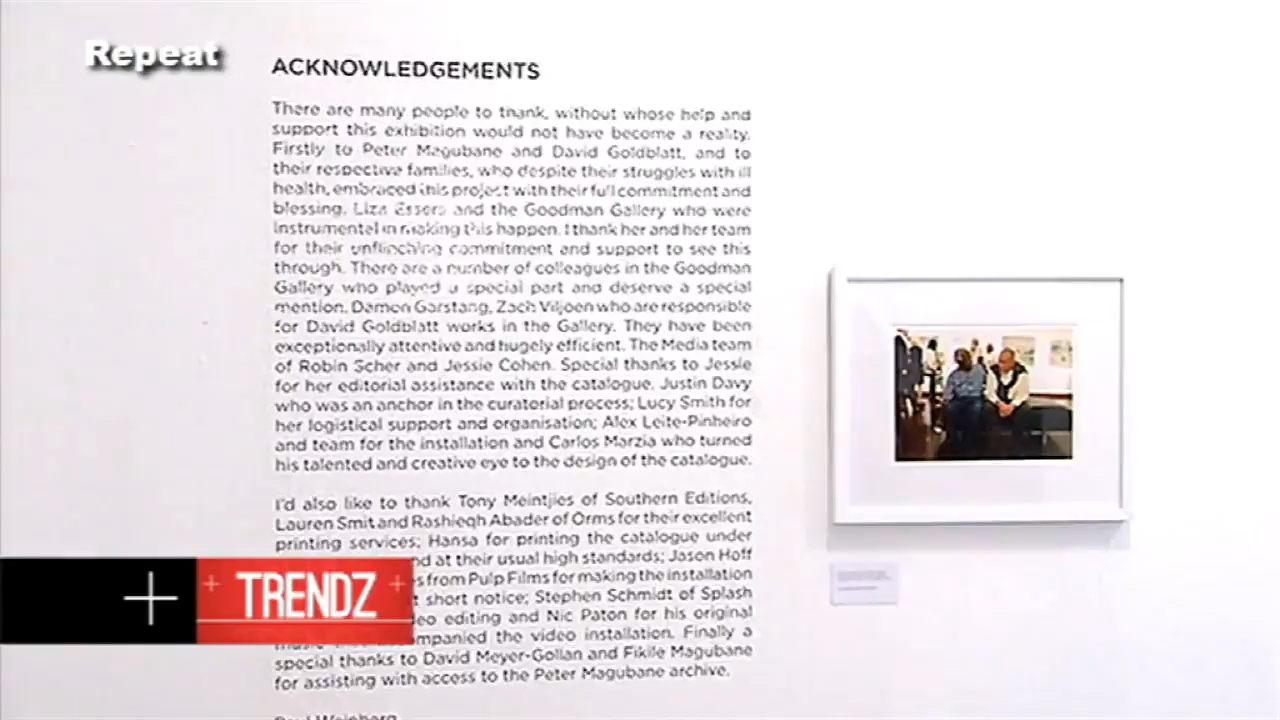 Repeat
ACKNOWLEDGEMENTS
There are many people to thank, without whose help and
support this exhibition would not have become a reality.
Firstly to Peter Magubane and David Goldblatt, and to
their respective families, who despite their struggles with ill
health, embraced this project with their full commitment and
blessing. Liza Essers and the Goodman Gallery who were
instrumental in making this happen. I thank her and her team
for their unflinching commitment and support to see this
through. There are a number of colleagues in the Goodman
Gallery who played a special part and deserve a special
mention. Damon Garstang, Zach Viljoen who are responsible
for David Goldblatt works in the Gallery. They have been
exceptionally attentive and hugely efficient. The Media team
of Robin Scher and Jessie Cohen. Special thanks to Jessie
for her editorial assistance with the catalogue. Justin Davy
who was an anchor in the curatorial process; Lucy Smith for
her logistical support and organisation; Alex Leite-Pinheiro
and team for the installation and Carlos Marzia who turned
his talented and creative eye to the design of the catalogue.
I'd also like to thank Tony Meintjies of Southern Editions,
Lauren Smit and Rashieqh Abader of Orms for their excellent
printing services; Hansa for printing the catalogue under
nd at their usual high standards; Jason Hoff
s from Pulp Films for making the installation
t short notice; Stephen Schmidt of Splash
eo editing and Nic Paton for his original
mpanied the video installation. Finally a
special thanks to David Meyer-Gollan and Fikile Magubane
for assisting with access to the Peter Magubane archive.
Paul Weinberg
TRENDZ